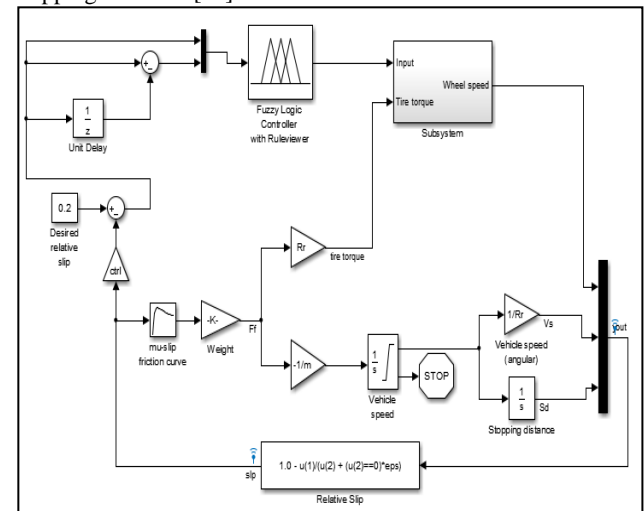 [
+
-
1
z
Unit Delay
Fuzzy Logic
Controller
with Ruleviewer
Input
Tire torque
Wheel speed
Subsystem
+
-
0.2
Desired
relative
slip
ctrl
Rr
tire torque
mu-slip
friction curve
-K-
Weight
Ff
-1/m
1
s
Vehicle
speed
STOP
1/Rr
Vs
Vehicle speed
(angular)
1
s
Sd
Stopping distance
yout
1.0 - u(1)/(u(2) + (u(2)==0)*eps)
slp
Relative Slip